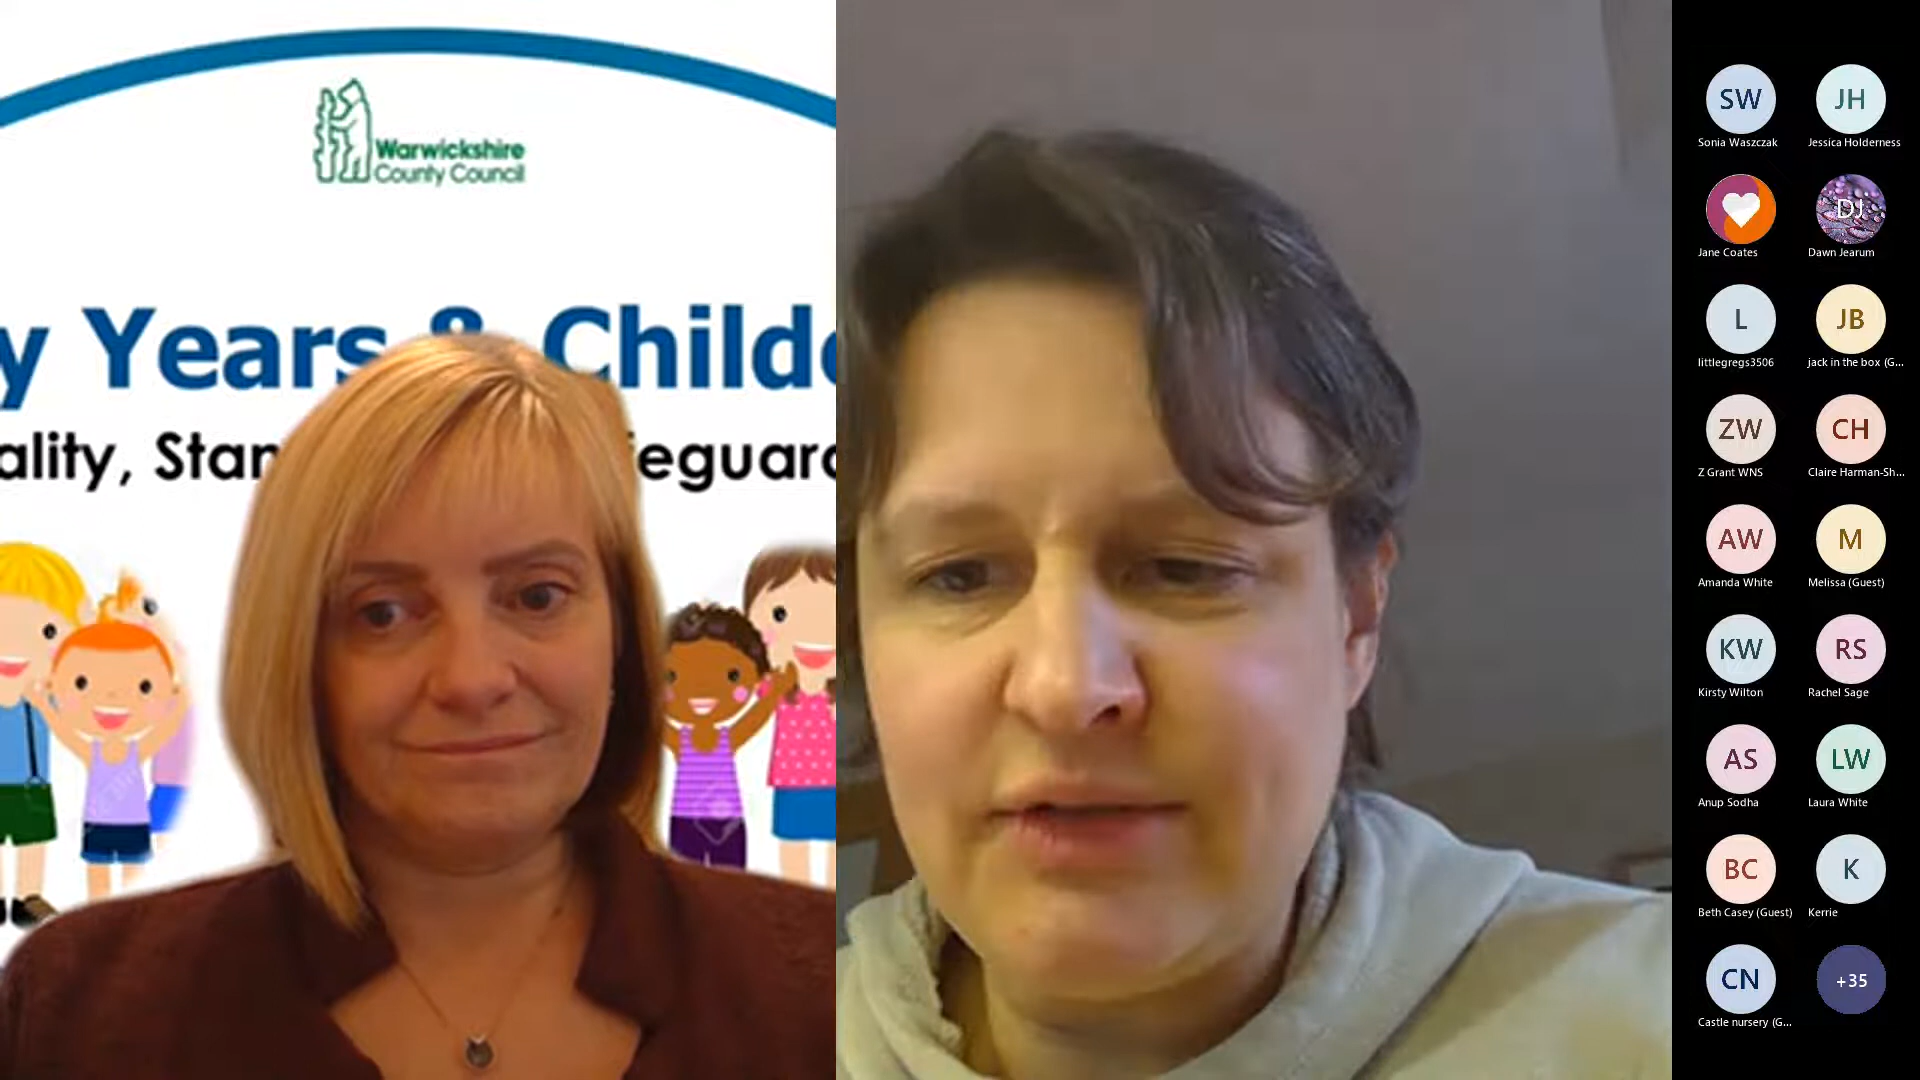 Warwickshire
County Council
y Years & Childc
ality, Stan eguard
SW JH
Sonia Waszczak Jessica Holderness
DJ
Jane Coates Dawn Jearum
L JB
littlegregs3506 jack in the box (G...
ZW CH
Z Grant WNS Claire Harman-Sh...
AW M
Amanda White Melissa (Guest)
KW RS
Kirsty Wilton Rachel Sage
AS LW
Anup Sodha Laura White
BC K
Beth Casey (Guest) Kerrie
CN +35
Castle nursery (G...